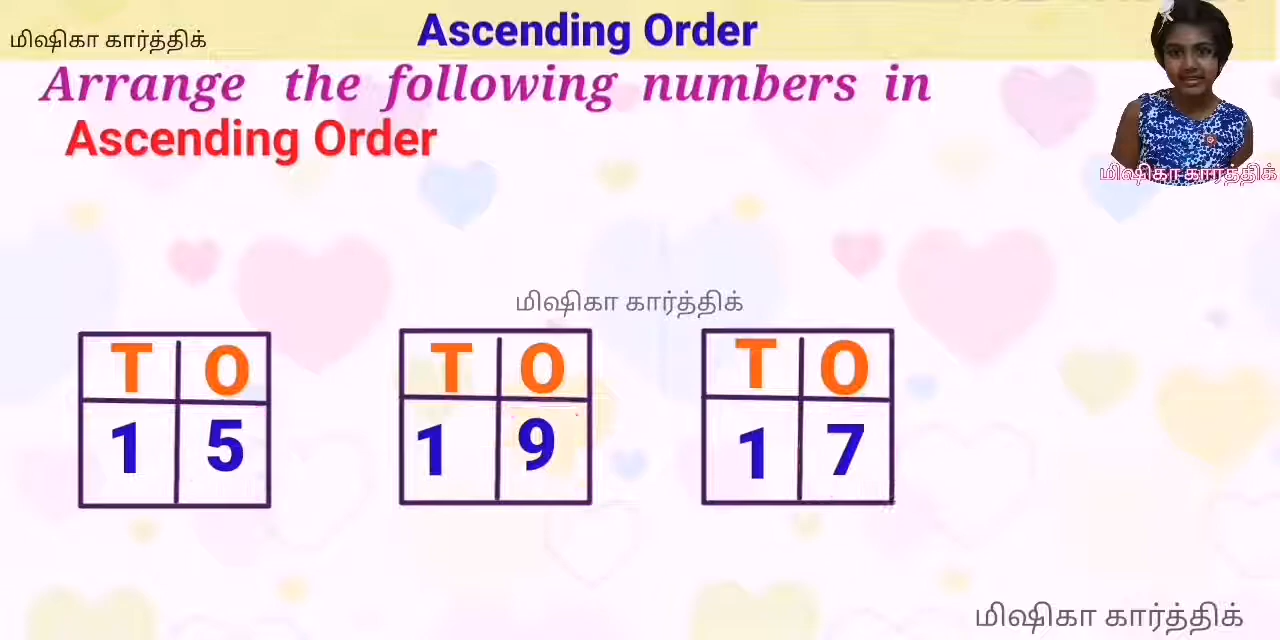 மிஷிகா கார்த்திக்
Ascending Order
Arrange the following numbers in
Ascending Order
மிஷிகா கார்த்திக்
மிஷிகா கார்த்திக்
T O T O T O
1 5 1 9 1 7
மிஷிகா கார்த்திக்